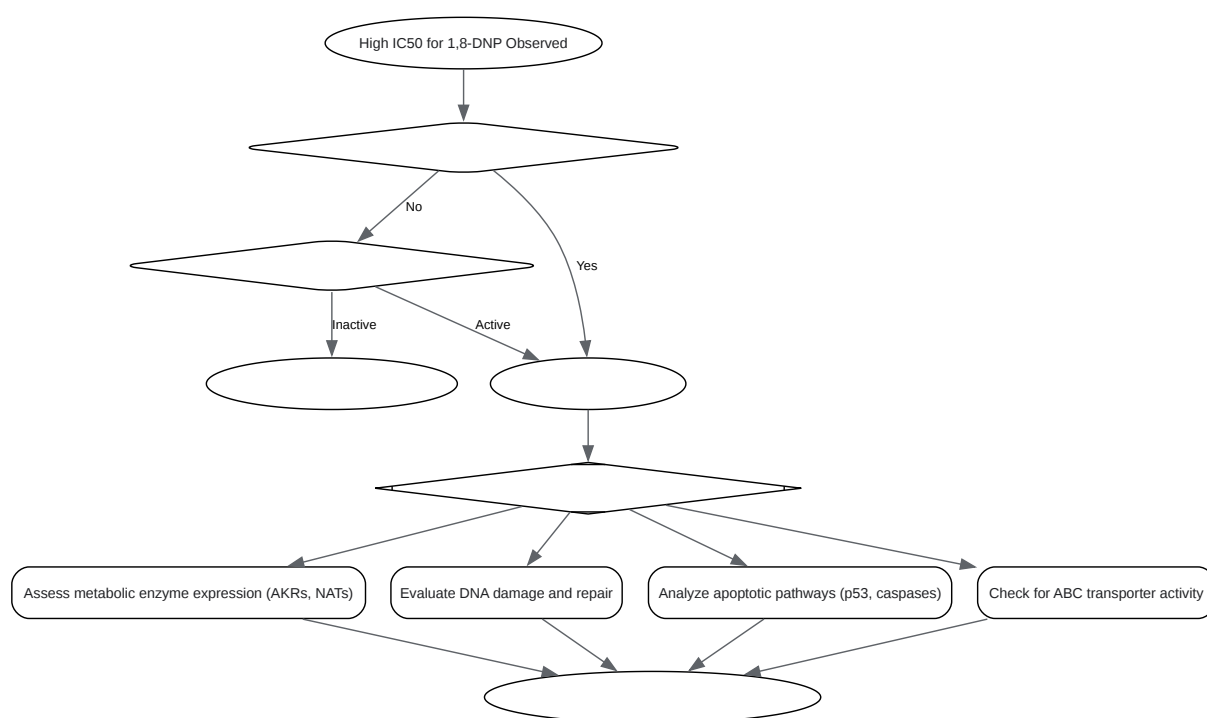 High IC50 for 1,8-DNP Observed
No
Yes
Inactive
Active
Assess metabolic enzyme expression (AKRs, NATs)
Evaluate DNA damage and repair
Analyze apoptotic pathways (p53, caspases)
Check for ABC transporter activity